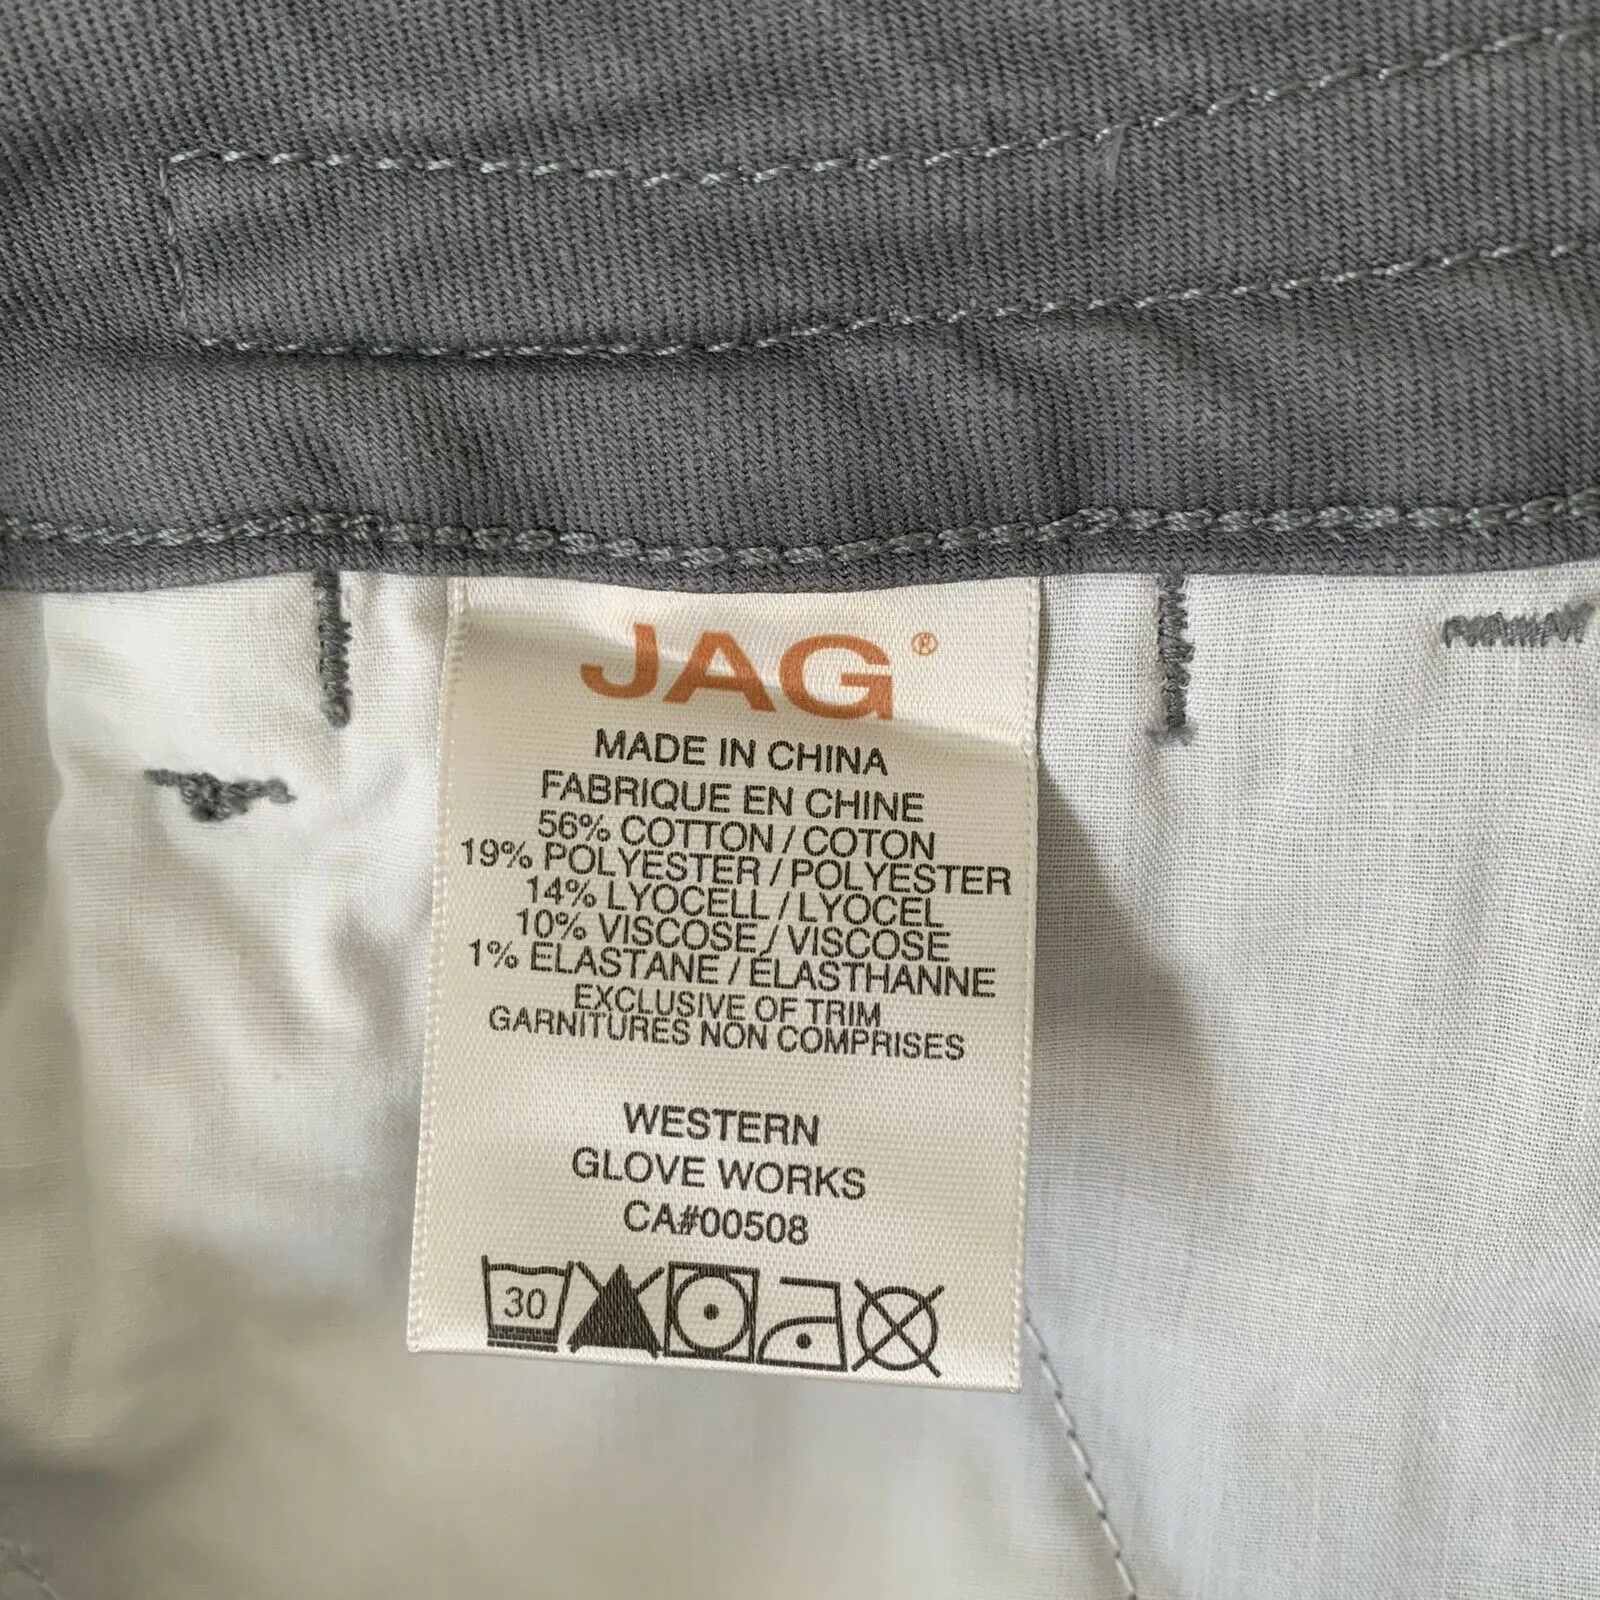 JAG®
MADE IN CHINA
FABRIQUE EN CHINE
56% COTTON / COTON
19% POLYESTER / POLYESTER
14% LYOCELL / LYOCEL
10% VISCOSE / VISCOSE
1% ELASTANE / ÉLASTHANNE
EXCLUSIVE OF TRIM
GARNITURES NON COMPRISES
WESTERN
GLOVE WORKS
CA#00508
30